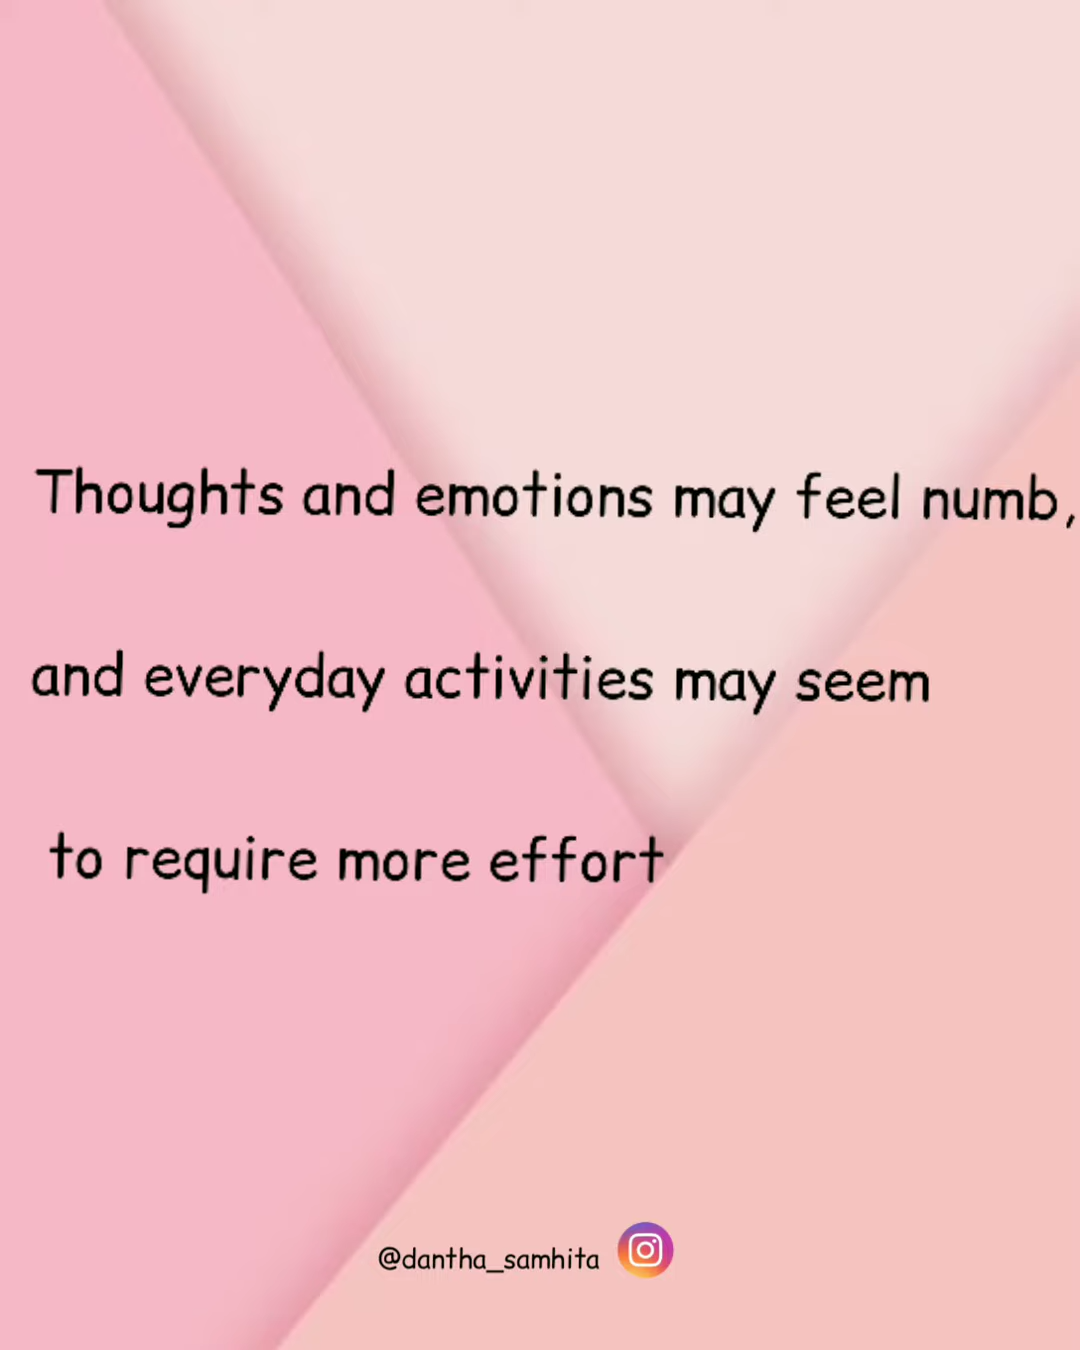 Thoughts and emotions may feel numb,
and everyday activities may seem
to require more effort
@dantha_samhita